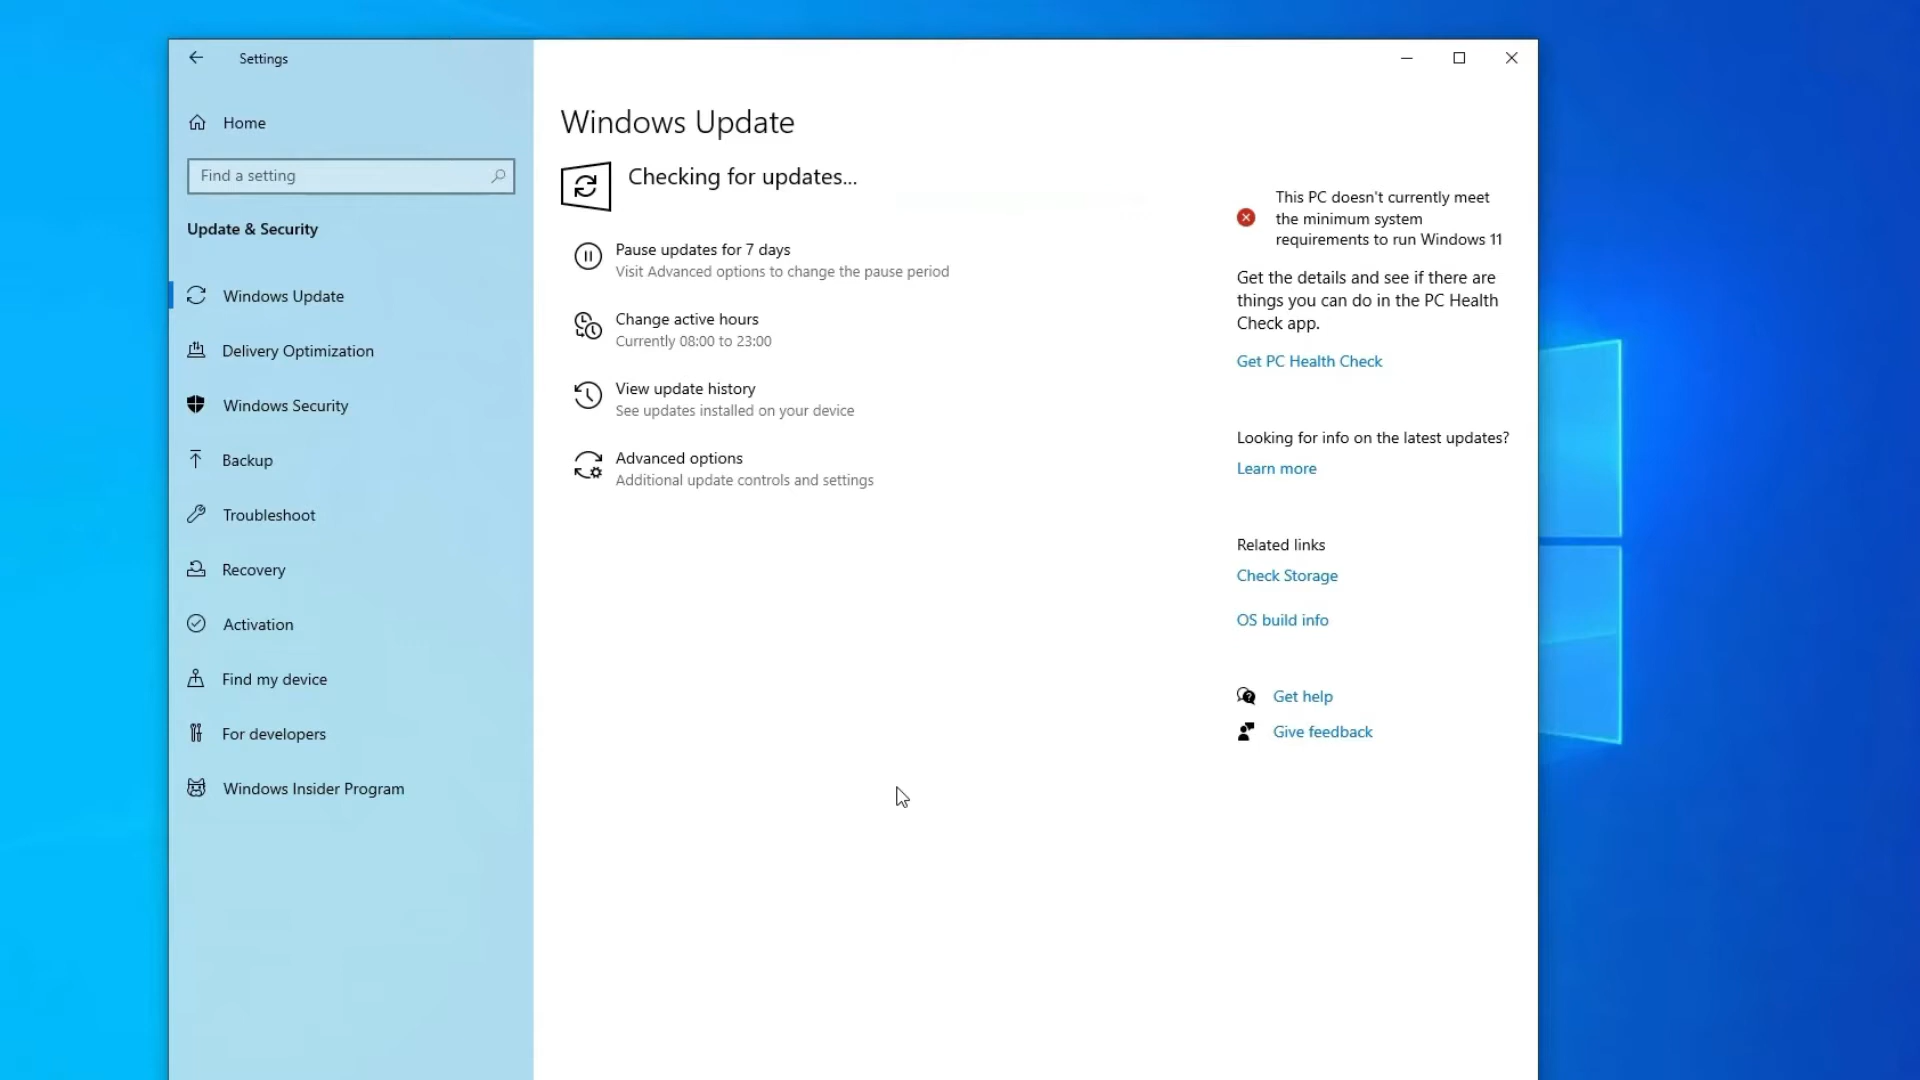 Settings
Home
Find a setting
Update & Security
Windows Update
Delivery Optimization
Windows Security
Backup
Troubleshoot
Recovery
Activation
Find my device
For developers
Windows Insider Program
Windows Update
Checking for updates...
Pause updates for 7 days
Visit Advanced options to change the pause period
Change active hours
Currently 08:00 to 23:00
View update history
See updates installed on your device
Advanced options
Additional update controls and settings
This PC doesn't currently meet
the minimum system
requirements to run Windows 11
Get the details and see if there are
things you can do in the PC Health
Check app.
Get PC Health Check
Looking for info on the latest updates?
Learn more
Related links
Check Storage
OS build info
Get help
Give feedback